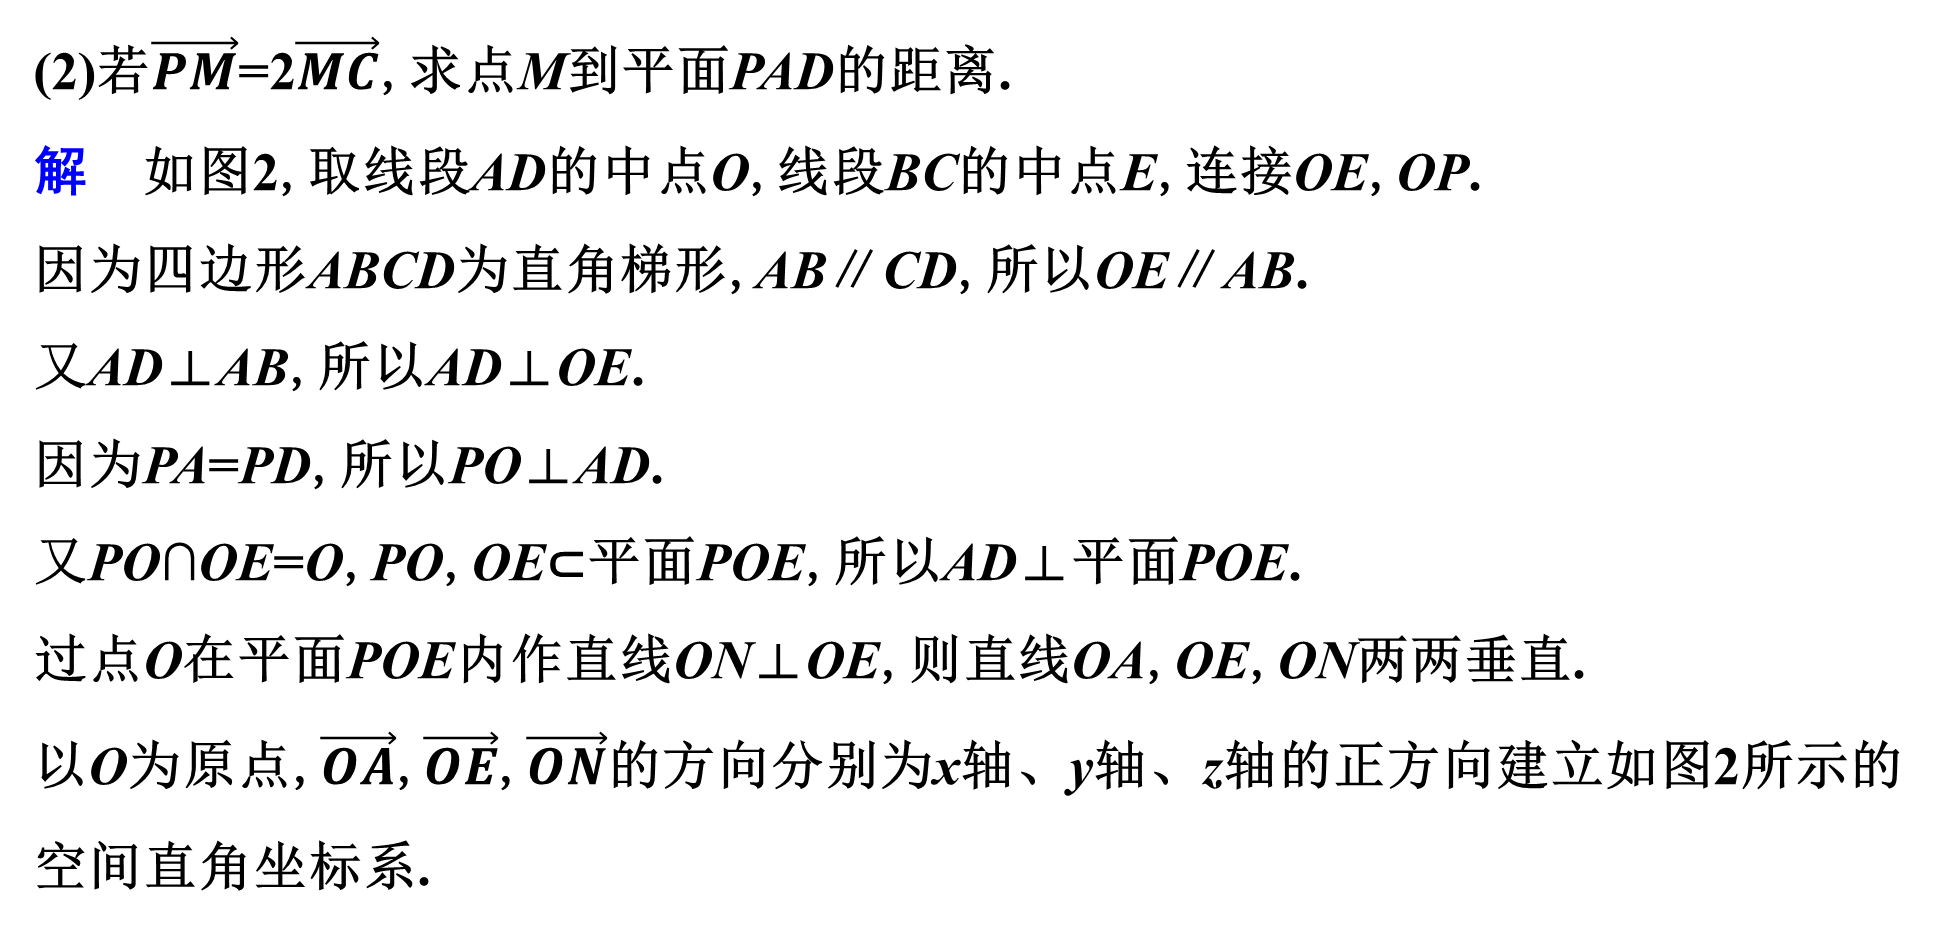 (2)若$\overrightarrow{PM}$=2$\overrightarrow{MC}$, 求点M到平面PAD的距离.
解 如图2, 取线段AD的中点O, 线段BC的中点E, 连接OE, OP.
因为四边形ABCD为直角梯形, AB∥CD, 所以OE∥AB.
又AD⊥AB, 所以AD⊥OE.
因为PA=PD, 所以PO⊥AD.
又PO∩OE=O, PO, OE⊂平面POE, 所以AD⊥平面POE.
过点O在平面POE内作直线ON⊥OE, 则直线OA, OE, ON两两垂直.
以O为原点, $\overrightarrow{OA}$, $\overrightarrow{OE}$, $\overrightarrow{ON}$的方向分别为x轴、y轴、z轴的正方向建立如图2所示的
空间直角坐标系.